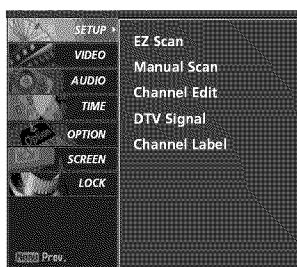 SETUP
VIDEO
AUDIO
TIME
OPTION
SCREEN
LOCK
EZ Scan
Manual Scan
Channel Edit
DTV Signal
Channel Label
Menu Prev.